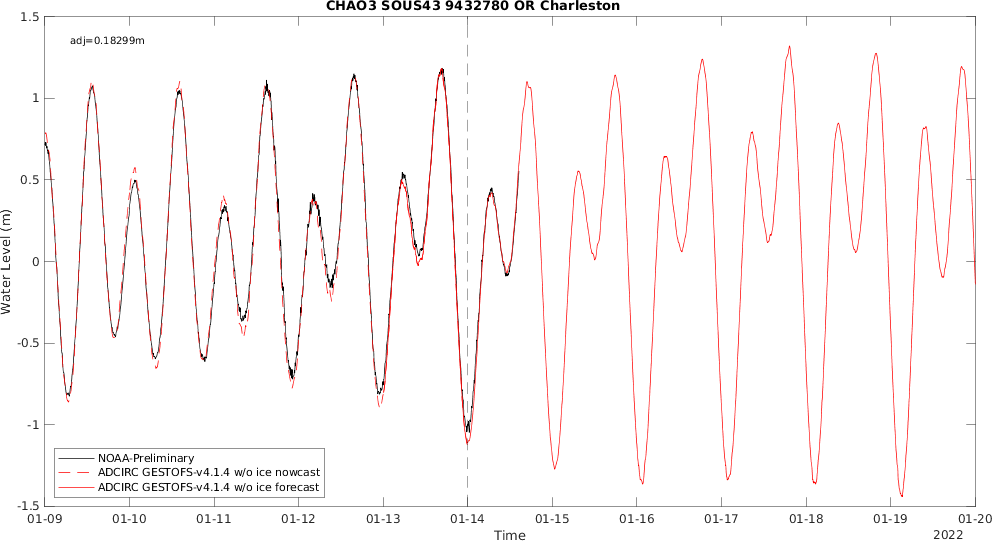 CHAO3 SOUS43 9432780 OR Charleston
adj=0.18299m
1.5
1
0.5
0
-0.5
-1
-1.5
Water Level (m)
NOAA-Preliminary
ADCIRC GESTOFS-v4.1.4 w/o ice nowcast
ADCIRC GESTOFS-v4.1.4 w/o ice forecast
01-09 01-10 01-11 01-12 01-13 01-14 01-15 01-16 01-17 01-18 01-19 01-20
Time
2022